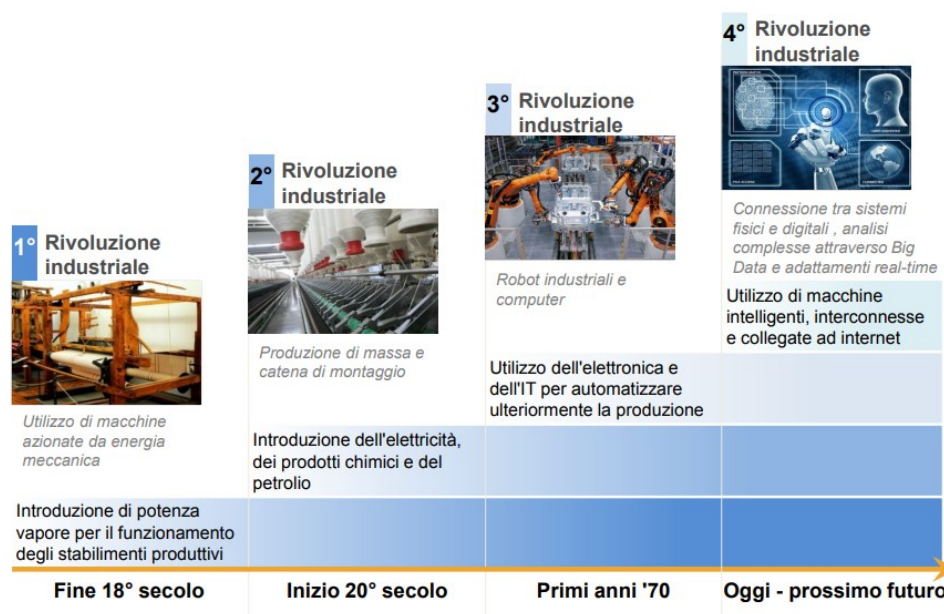 1° Rivoluzione
industriale
Utilizzo di macchine
azionate da energia
meccanica
Introduzione di potenza
vapore per il funzionamento
degli stabilimenti produttivi
Fine 18° secolo
2° Rivoluzione
industriale
Produzione di massa e
catena di montaggio
Introduzione dell'elettricità,
dei prodotti chimici e del
petrolio
Inizio 20° secolo
3° Rivoluzione
industriale
Robot industriali e
computer
Utilizzo dell'elettronica e
dell'IT per automatizzare
ulteriormente la produzione
Primi anni '70
4° Rivoluzione
industriale
Connessione tra sistemi
fisici e digitali , analisi
complesse attraverso Big
Data e adattamenti real-time
Utilizzo di macchine
intelligenti, interconnesse
e collegate ad internet
Oggi - prossimo futuro